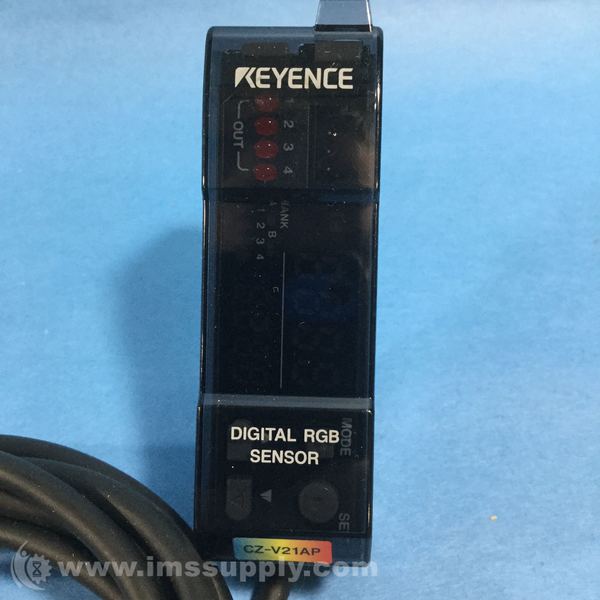 KEYENCE
OUT
1
2
3
4
BANK
A B
1 2 3 4
MODE
DIGITAL RGB
SENSOR
SET
CZ-V21AP
www.imssupply.com